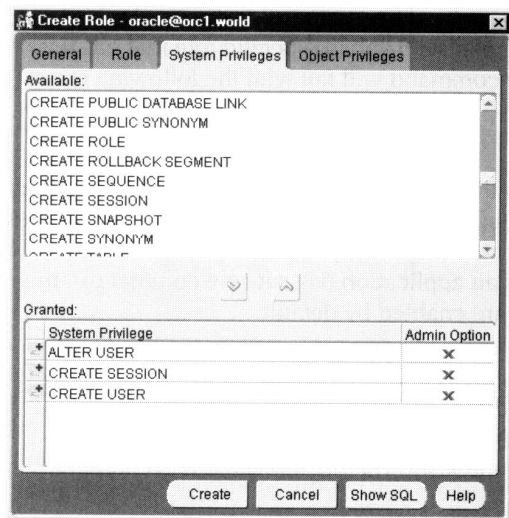 Create Role - oracle@orc1.world
General Role System Privileges Object Privileges
Available:
CREATE PUBLIC DATABASE LINK
CREATE PUBLIC SYNONYM
CREATE ROLE
CREATE ROLLBACK SEGMENT
CREATE SEQUENCE
CREATE SESSION
CREATE SNAPSHOT
CREATE SYNONYM
CREATE TABLE
Granted:
System Privilege Admin Option
ALTER USER
CREATE SESSION
CREATE USER
Create Cancel Show SQL Help